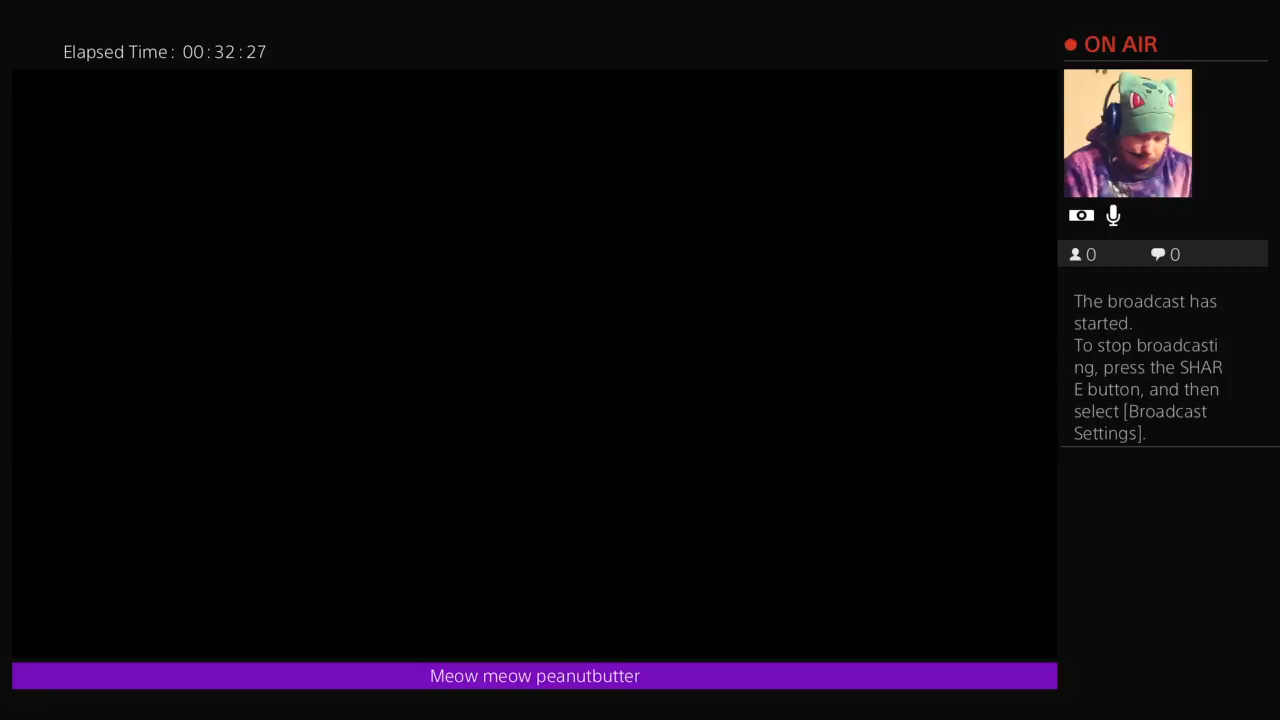 Elapsed Time: 00:32:27
ON AIR
0 0
The broadcast has
started.
To stop broadcasti
ng, press the SHAR
E button, and then
select [Broadcast
Settings].
Meow meow peanutbutter